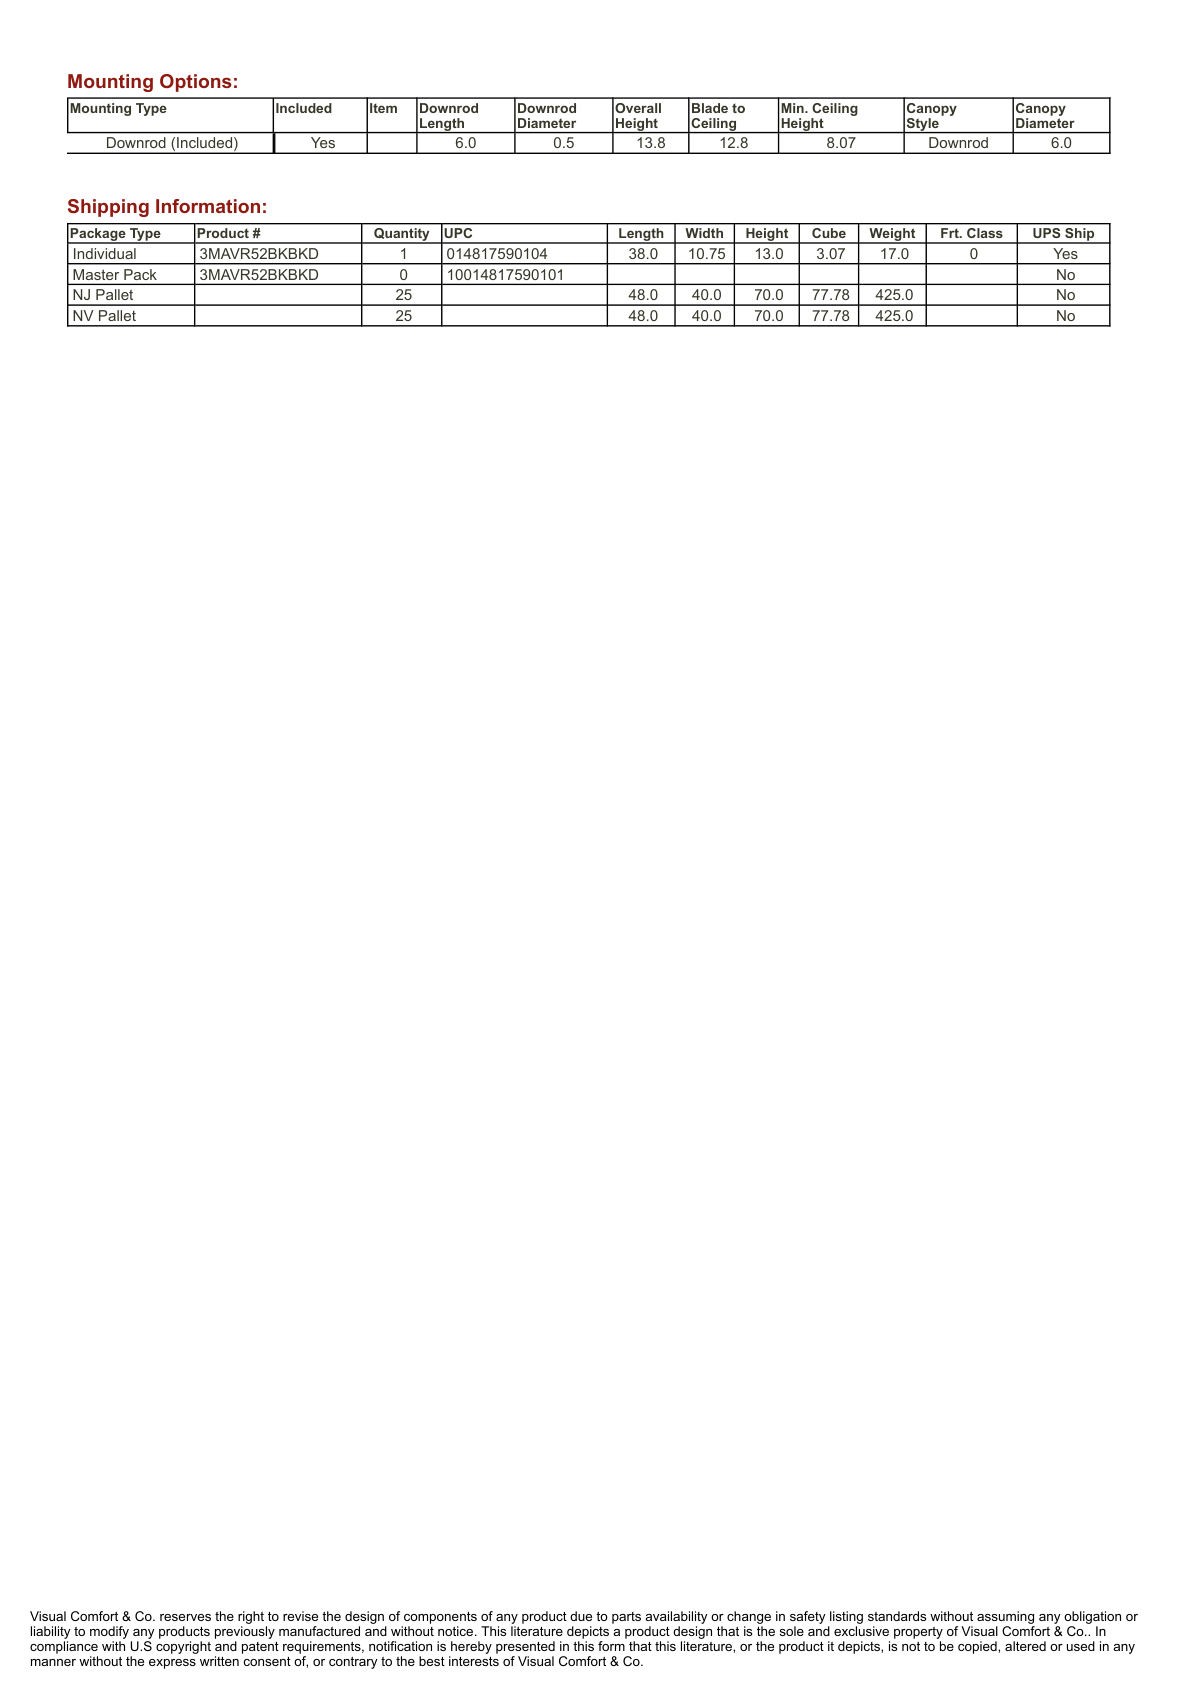 Mounting Options:
Mounting Type Included Item Downrod Length Downrod Diameter Overall Height Blade to Ceiling Min. Ceiling Height Canopy Style Canopy Diameter
Downrod (Included) Yes 6.0 0.5 13.8 12.8 8.07 Downrod 6.0
Shipping Information:
Package Type Product # Quantity UPC Length Width Height Cube Weight Frt. Class UPS Ship
Individual 3MAVR52BKBKD 1 014817590104 38.0 10.75 13.0 3.07 17.0 0 Yes
Master Pack 3MAVR52BKBKD 0 10014817590101 No
NJ Pallet 25 48.0 40.0 70.0 77.78 425.0 No
NV Pallet 25 48.0 40.0 70.0 77.78 425.0 No
Visual Comfort & Co. reserves the right to revise the design of components of any product due to parts availability or change in safety listing standards without assuming any obligation or
liability to modify any products previously manufactured and without notice. This literature depicts a product design that is the sole and exclusive property of Visual Comfort & Co.. In
compliance with U.S copyright and patent requirements, notification is hereby presented in this form that this literature, or the product it depicts, is not to be copied, altered or used in any
manner without the express written consent of, or contrary to the best interests of Visual Comfort & Co.